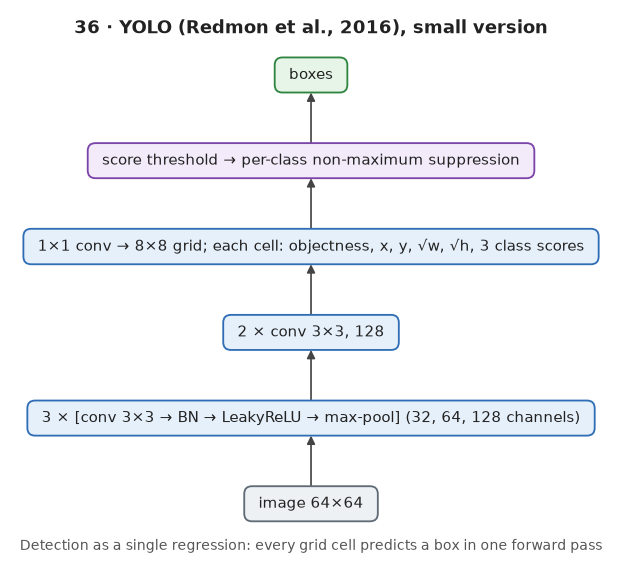 36 · YOLO (Redmon et al., 2016), small version
boxes
score threshold → per-class non-maximum suppression
1×1 conv → 8×8 grid; each cell: objectness, x, y, √w, √h, 3 class scores
2 × conv 3×3, 128
3 × [conv 3×3 → BN → LeakyReLU → max-pool] (32, 64, 128 channels)
image 64×64
Detection as a single regression: every grid cell predicts a box in one forward pass